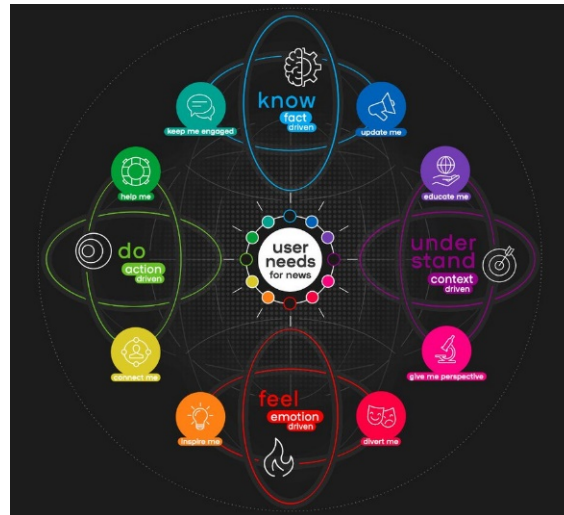 know
fact
driven
keep me engaged
update me
help me
educate me
do
action
driven
user
needs
for news
under
stand
context
driven
connect me
give me perspective
feel
emotion
driven
inspire me
divert me